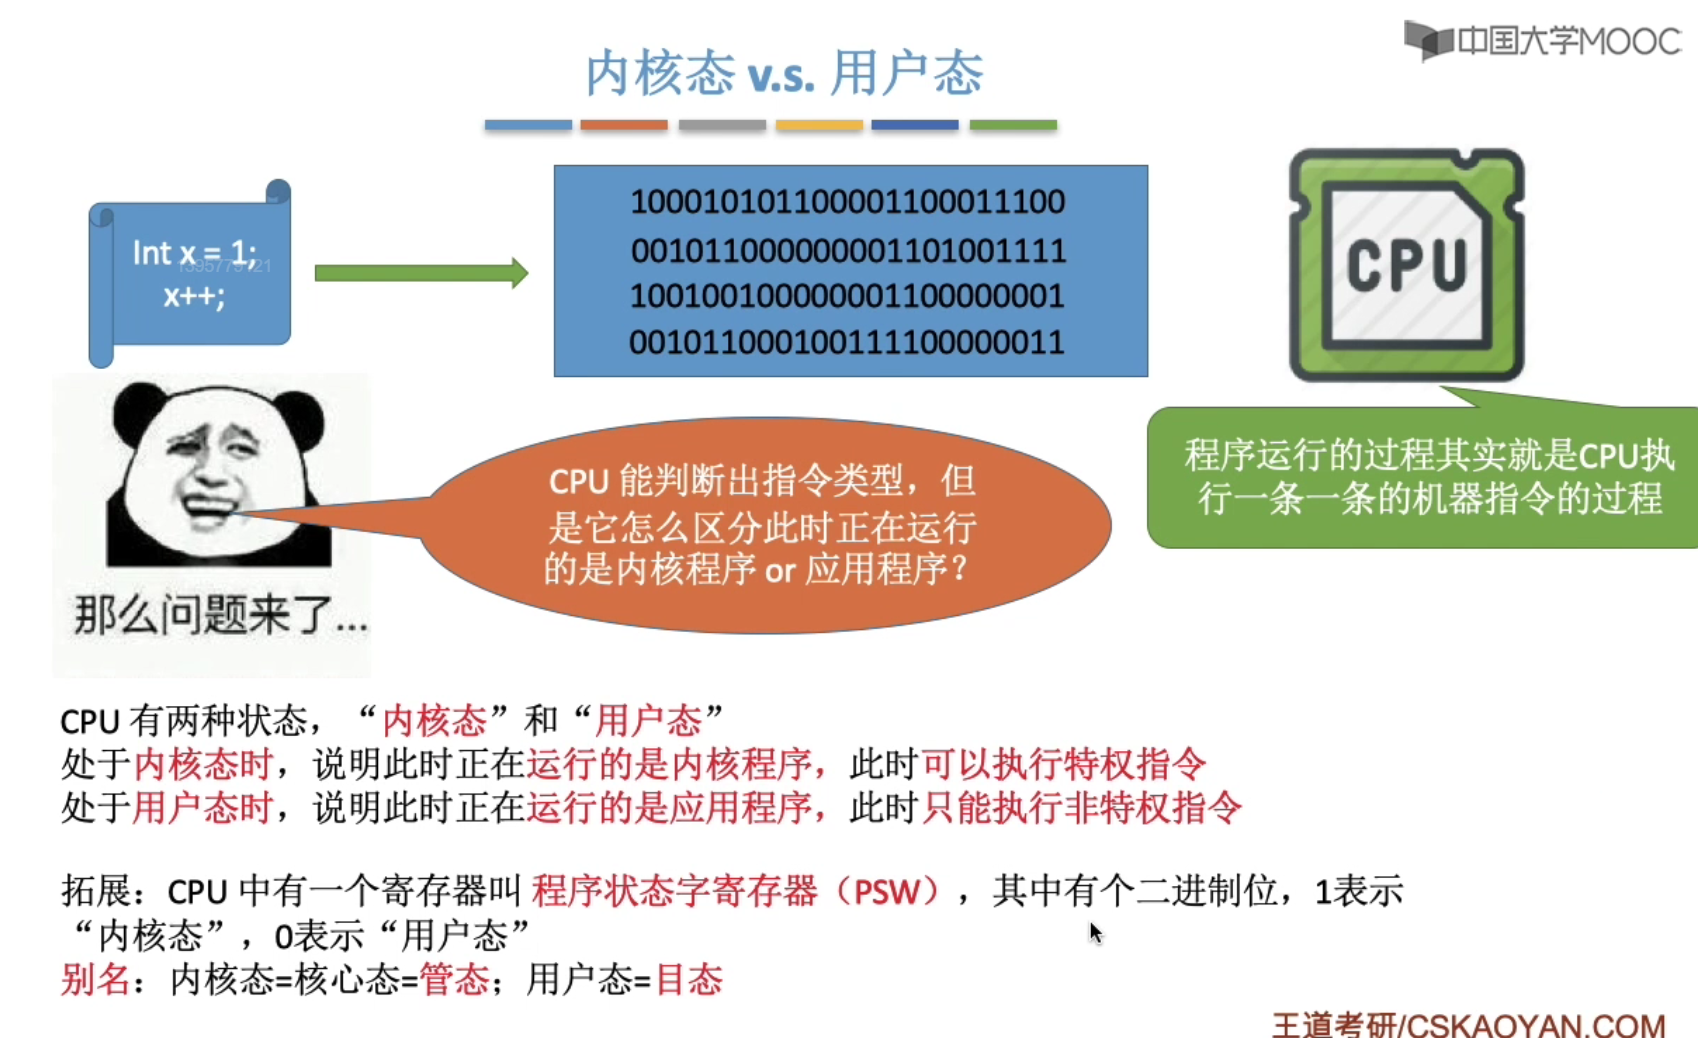 中国大学MOOC
内核态 v.s. 用户态
Int x = 1;
x++;
100010101100001100011100
0010110000000001101001111
1001001000000001100000001
001011000100111100000011
CPU
程序运行的过程其实就是CPU执
行一条一条的机器指令的过程
CPU 能判断出指令类型，但
是它怎么区分此时正在运行
的是内核程序 or 应用程序？
那么问题来了...
CPU 有两种状态，“内核态”和“用户态”
处于内核态时，说明此时正在运行的是内核程序，此时可以执行特权指令
处于用户态时，说明此时正在运行的是应用程序，此时只能执行非特权指令
拓展：CPU 中有一个寄存器叫 程序状态字寄存器（PSW），其中有个二进制位，1表示
“内核态”，0表示“用户态”
别名：内核态=核心态=管态；用户态=目态
王道考研/CSKAOYAN.COM